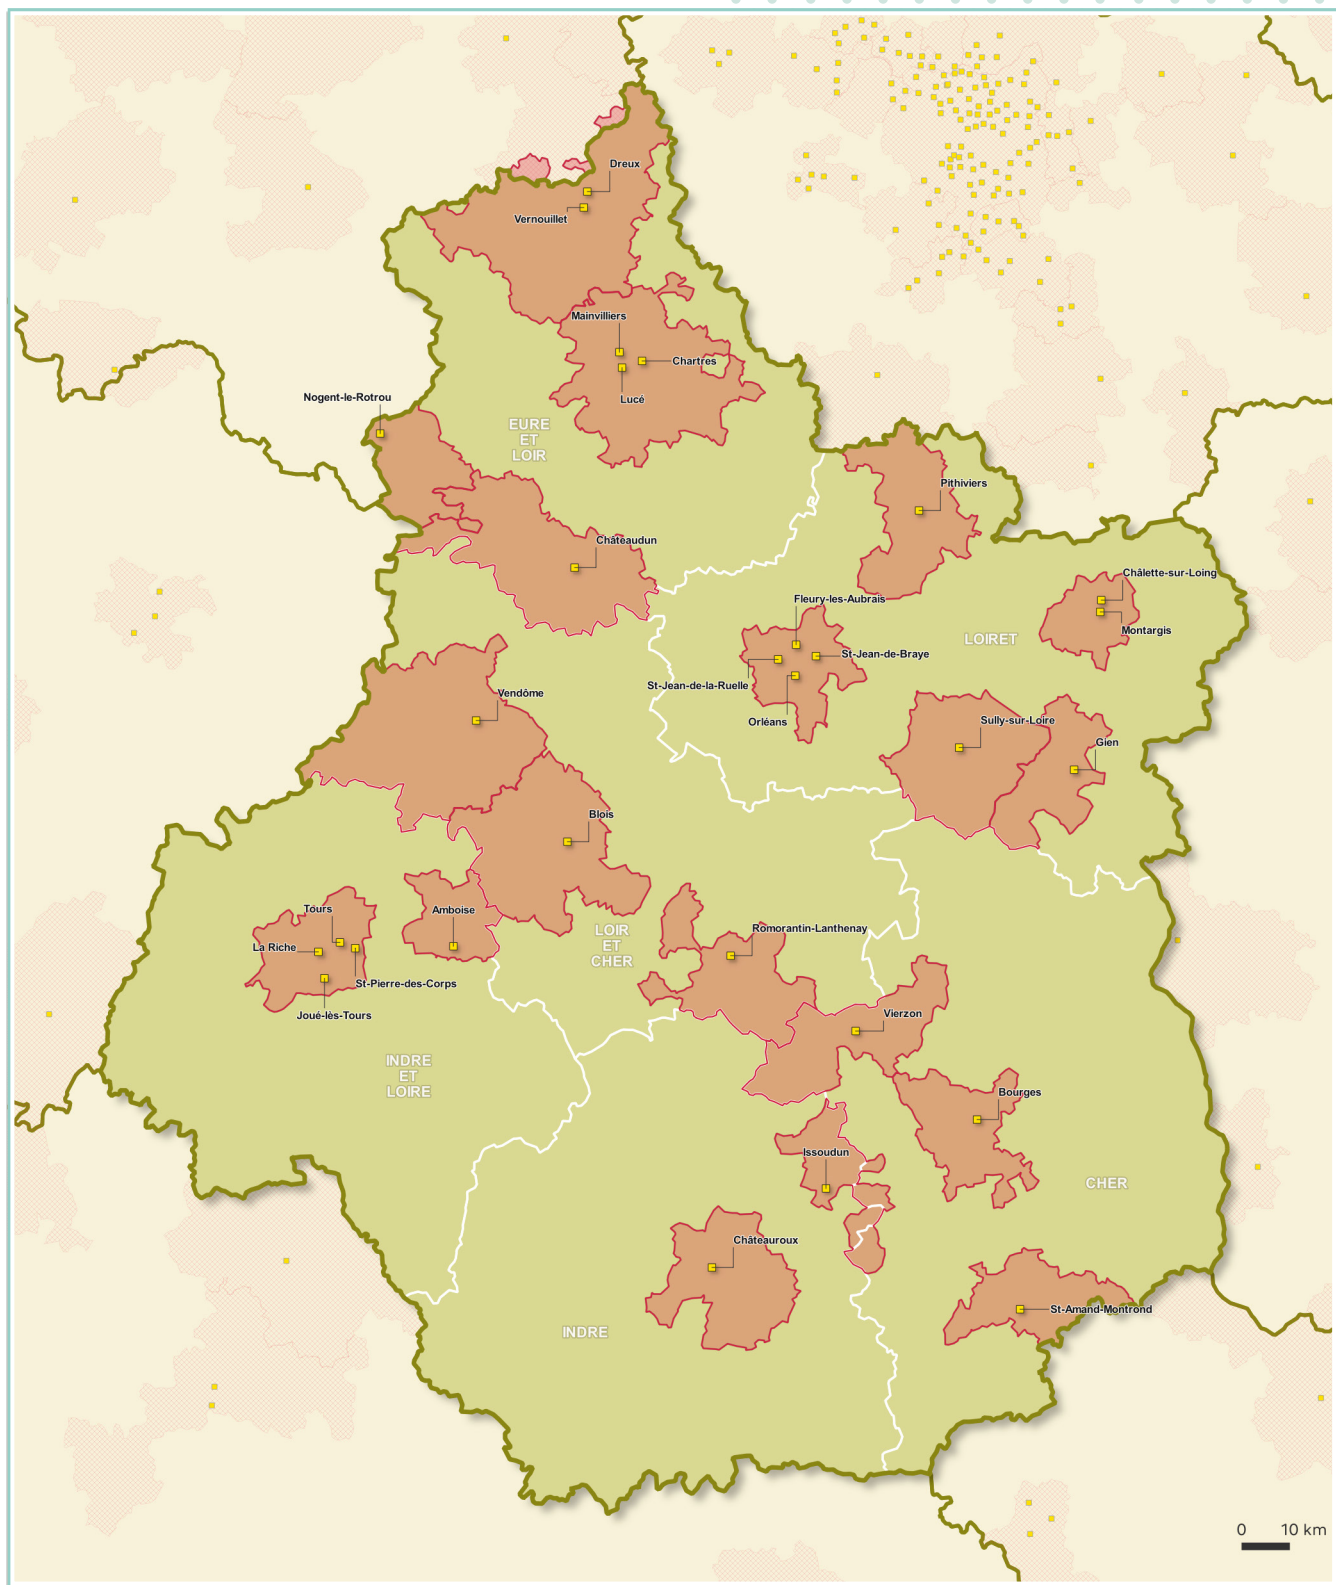 Dreux
Vernouillet
Mainvilliers
Chartres
Lucé
Nogent-le-Rotrou
EURE
ET
LOIR
Pithiviers
Châteaudun
Châlette-sur-Loing
Fleury-les-Aubrais
Montargis
LOIRET
St-Jean-de-Braye
St-Jean-de-la-Ruelle
Vendôme
Orléans
Sully-sur-Loire
Gien
Blois
Tours
Amboise
Romorantin-Lanthenay
La Riche
LOIR
ET
CHER
St-Pierre-des-Corps
Joué-lès-Tours
Vierzon
INDRE
ET
LOIRE
Bourges
Issoudun
CHER
Châteauroux
St-Amand-Montrond
INDRE
0 10 km